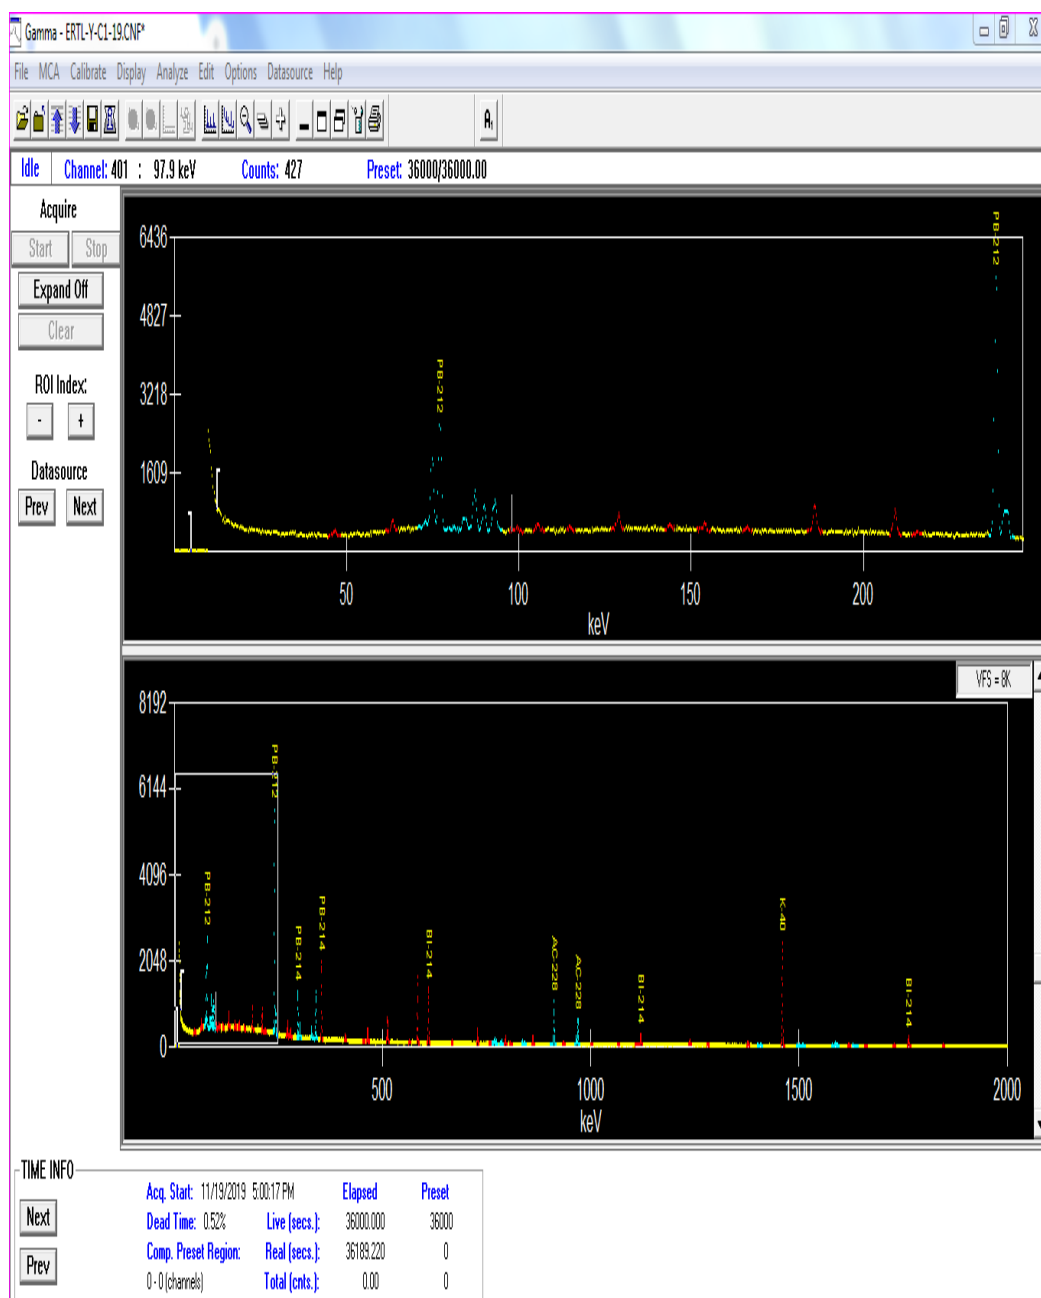 Gamma - ERTL-Y-C1-19.CNF*
File MCA Calibrate Display Analyze Edit Options Datasource Help
Idle Channel: 401 : 97.9 keV Counts: 427 Preset: 36000/36000.00
Acquire
Start Stop
Expand Off
Clear
ROI Index:
- +
Datasource
Prev Next
6436
4827
3218
1609
PB-212
PB-212
50 100 150 200
keV
VFS = 8K
8192
6144
4096
2048
0
PB-212
PB-212
PB-214
PB-214
BI-214
AC-228
AC-228
BI-214
K-40
BI-214
500 1000 1500 2000
keV
TIME INFO
Next
Prev
Acq. Start: 11/19/2019 5:00:17 PM Elapsed Preset
Dead Time: 0.52% Live (secs.): 36000.000 36000
Comp. Preset Region: Real (secs.): 36189.220 0
0 - 0 (channels) Total (cnts.): 0.00 0